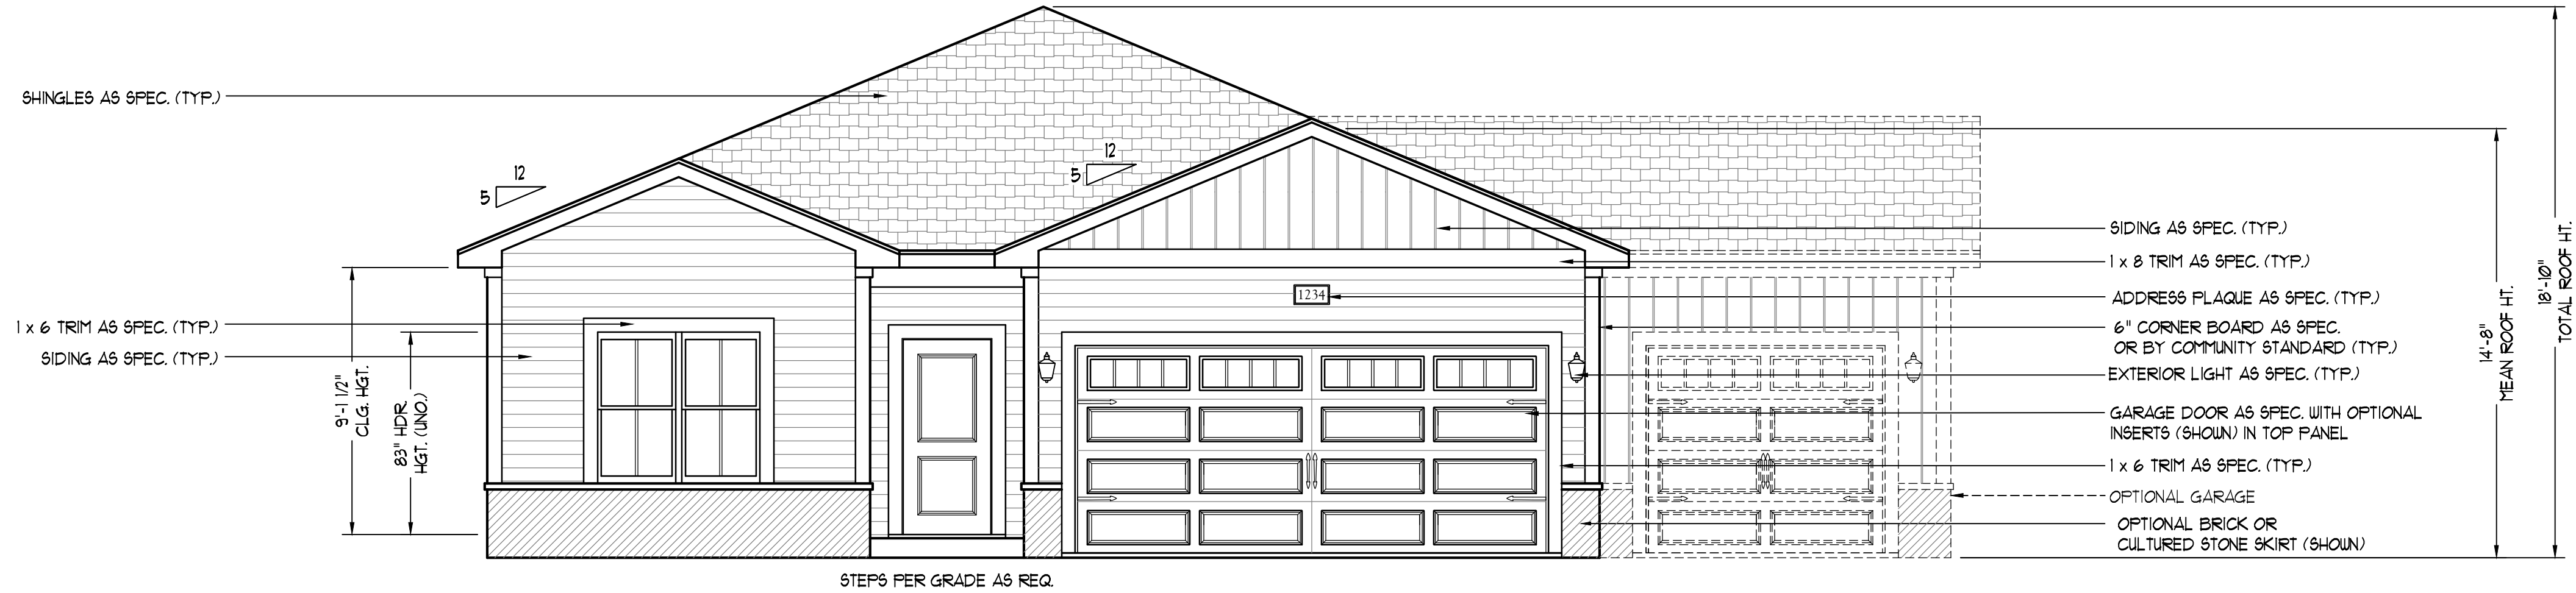 SHINGLES AS SPEC. (TYP.)
12
5
12
5
1 x 6 TRIM AS SPEC. (TYP.)
SIDING AS SPEC. (TYP.)
9'-1 1/2"
CLG. HGT.
83" HDR.
HGT. (UNO.)
1234
STEPS PER GRADE AS REQ.
SIDING AS SPEC. (TYP.)
1 x 8 TRIM AS SPEC. (TYP.)
ADDRESS PLAQUE AS SPEC. (TYP.)
6" CORNER BOARD AS SPEC.
OR BY COMMUNITY STANDARD (TYP.)
EXTERIOR LIGHT AS SPEC. (TYP.)
GARAGE DOOR AS SPEC. WITH OPTIONAL
INSERTS (SHOWN) IN TOP PANEL
1 x 6 TRIM AS SPEC. (TYP.)
OPTIONAL GARAGE
OPTIONAL BRICK OR
CULTURED STONE SKIRT (SHOWN)
14'-8"
MEAN ROOF HT.
18'-10"
TOTAL ROOF HT.